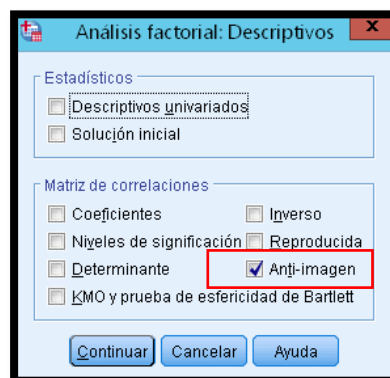 Análisis factorial: Descriptivos x
Estadísticos
Descriptivos univariados
Solución inicial
Matriz de correlaciones
Coeficientes Inverso
Niveles de significación Reproducida
Determinante Anti-imagen
KMO y prueba de esfericidad de Bartlett
Continuar Cancelar Ayuda